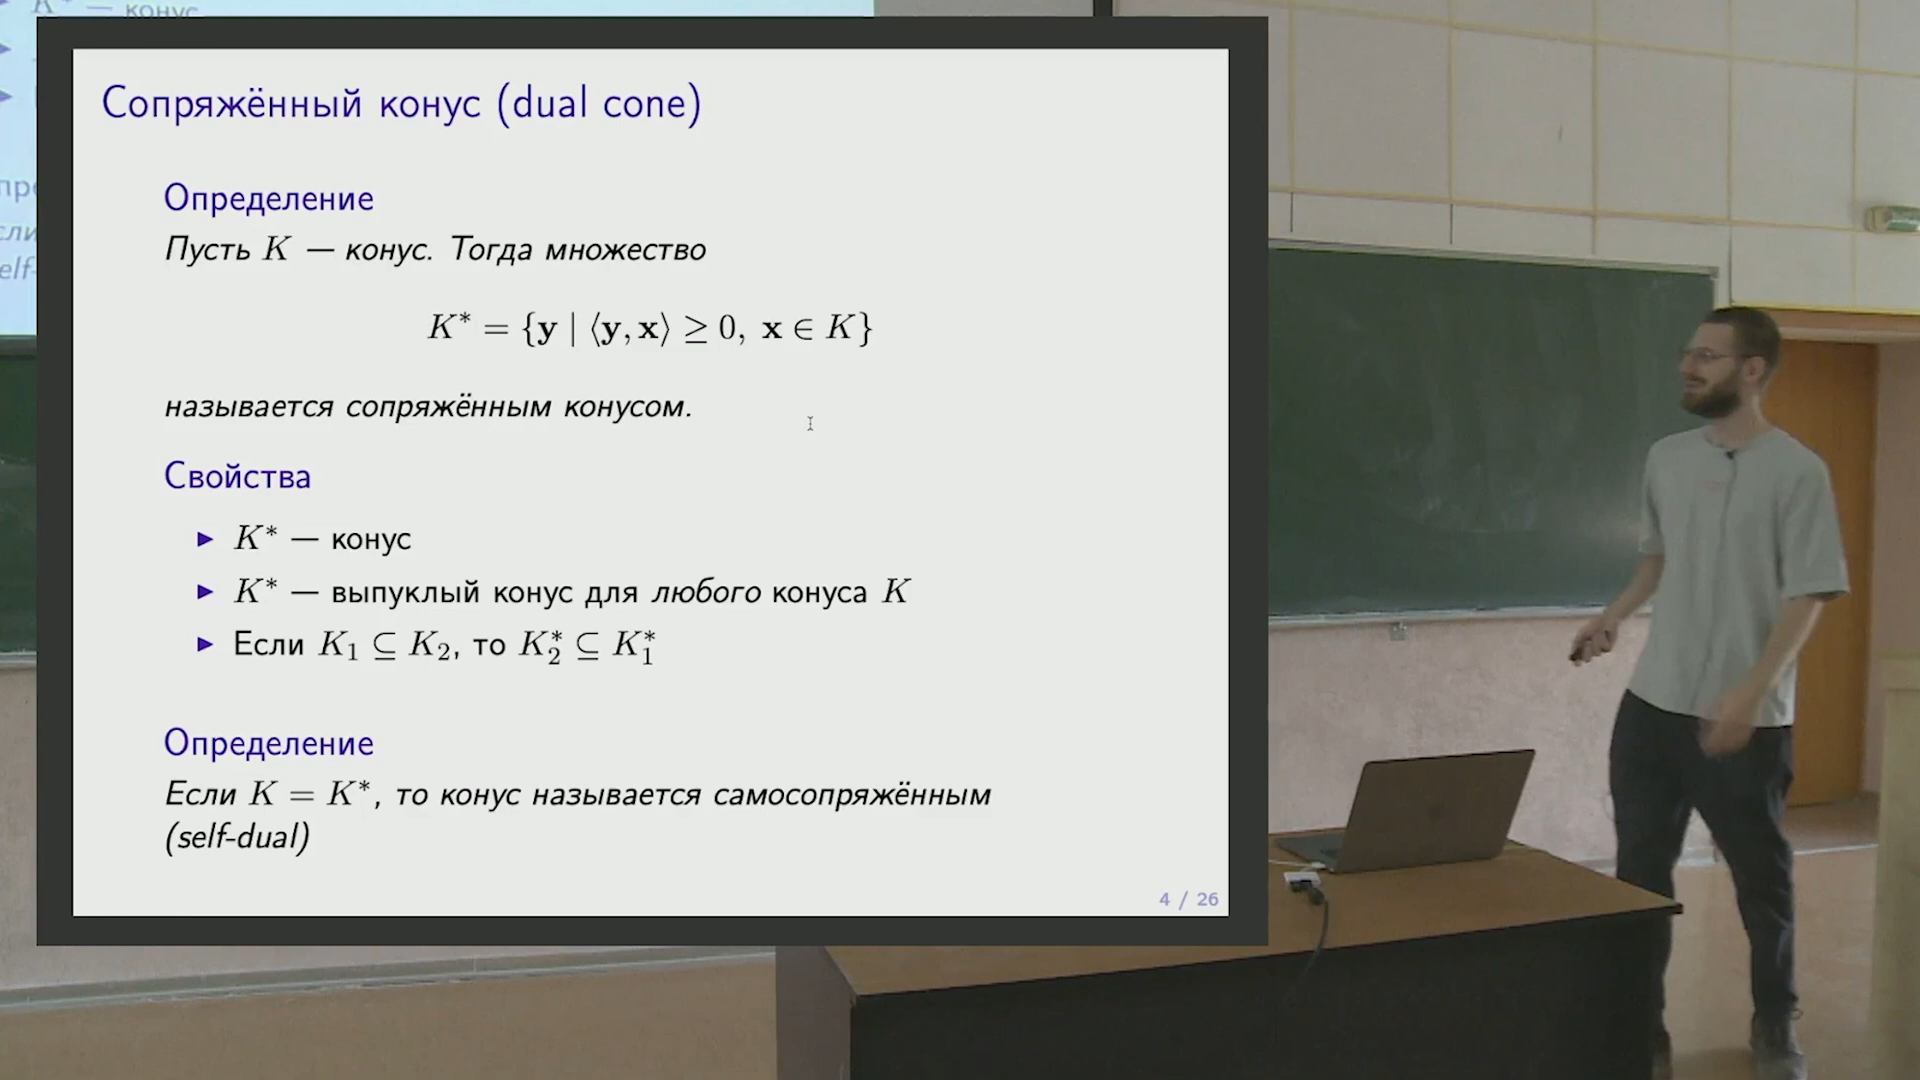 K* — конус
Сопряжённый конус (dual cone)
Определение
Пусть K — конус. Тогда множество
K* = {y | ⟨y, x⟩ ≥ 0, x ∈ K}
называется сопряжённым конусом.
Свойства
▶ K* — конус
▶ K* — выпуклый конус для любого конуса K
▶ Если K₁ ⊆ K₂, то K₂* ⊆ K₁*
Определение
Если K = K*, то конус называется самосопряжённым
(self-dual)
4 / 26